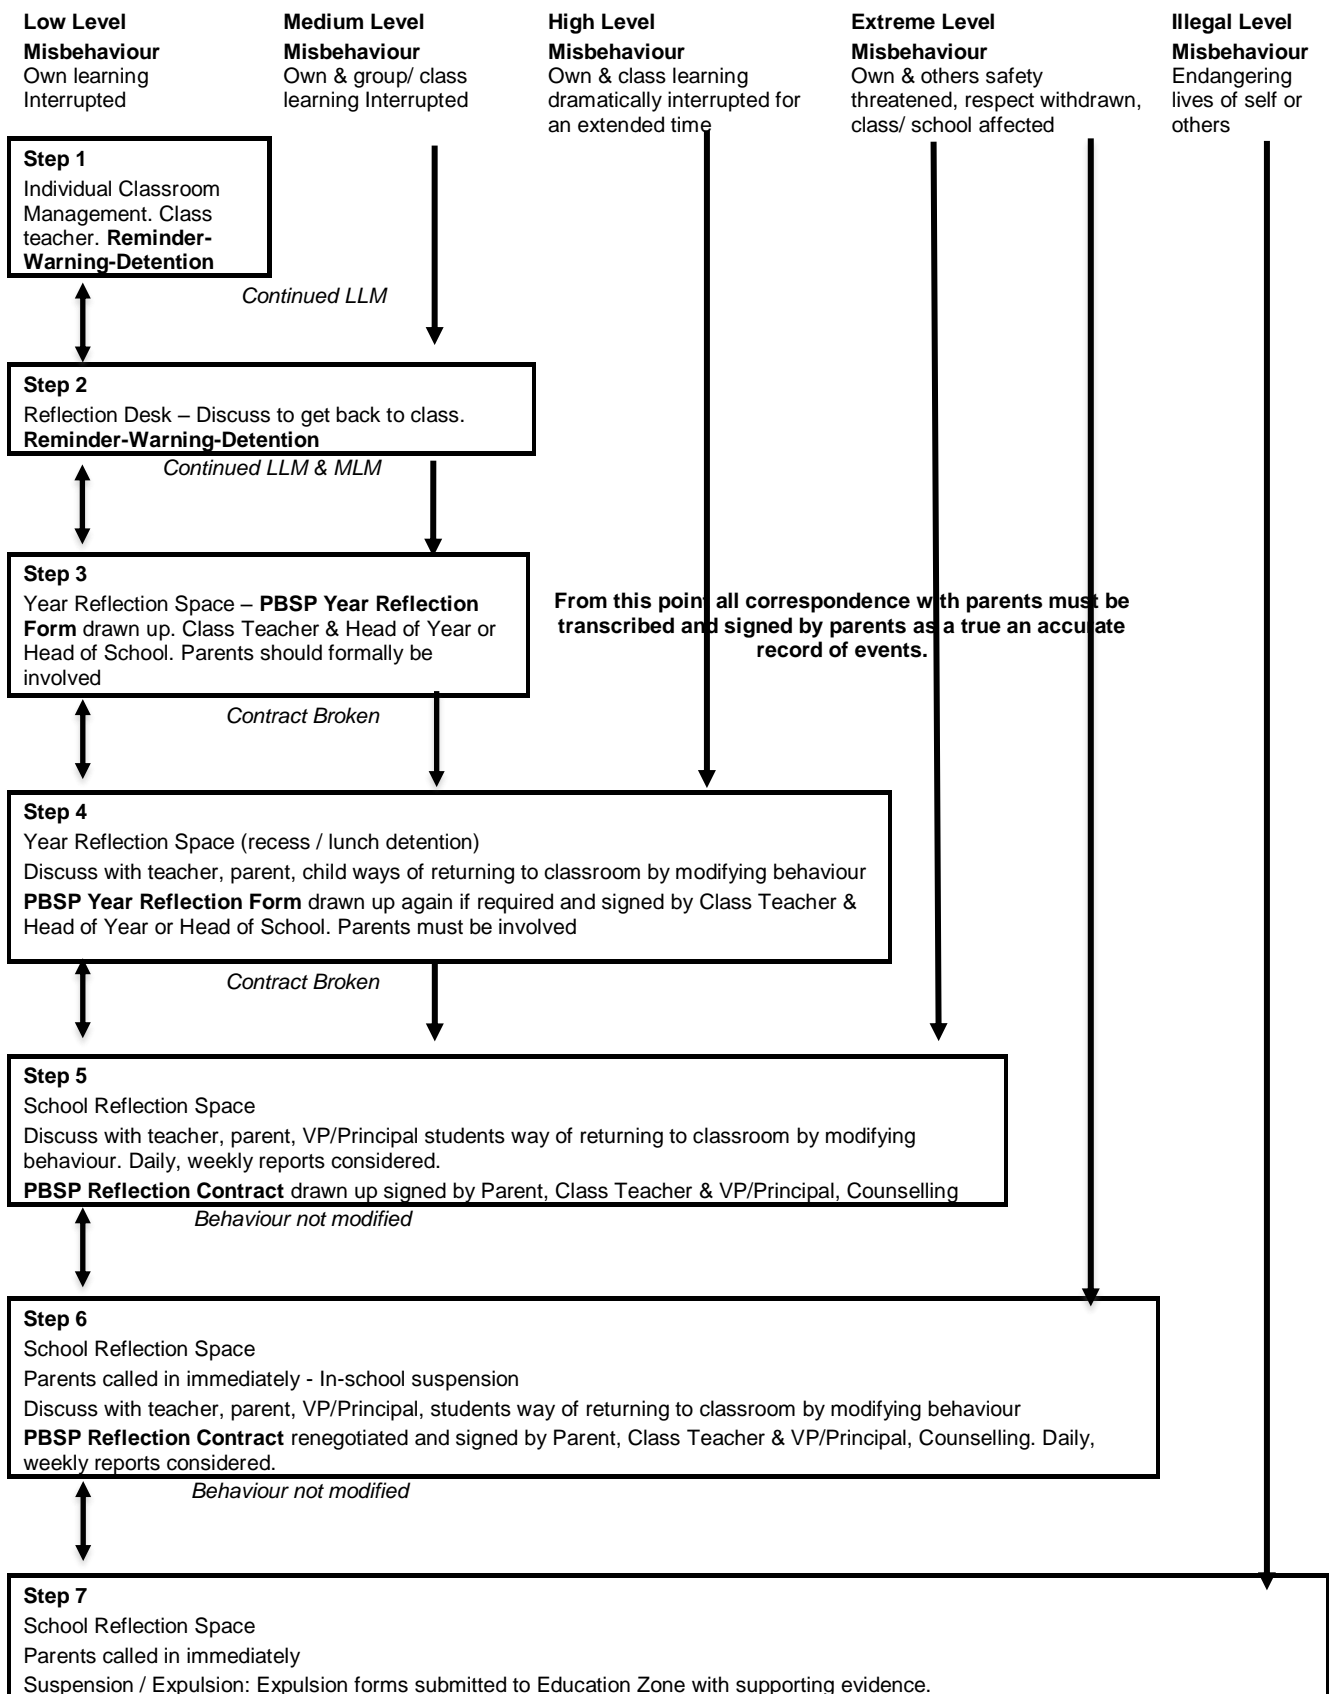 Low Level
Misbehaviour
Own learning
Interrupted
Medium Level
Misbehaviour
Own & group/ class
learning Interrupted
High Level
Misbehaviour
Own & class learning
dramatically interrupted for
an extended time
Extreme Level
Misbehaviour
Own & others safety
threatened, respect withdrawn,
class/ school affected
Illegal Level
Misbehaviour
Endangering
lives of self or
others
Step 1
Individual Classroom
Management. Class
teacher. Reminder-
Warning-Detention
Continued LLM
Step 2
Reflection Desk – Discuss to get back to class.
Reminder-Warning-Detention
Continued LLM & MLM
Step 3
Year Reflection Space – PBSP Year Reflection
Form drawn up. Class Teacher & Head of Year or
Head of School. Parents should formally be
involved
From this point all correspondence with parents must be
transcribed and signed by parents as a true an accurate
record of events.
Contract Broken
Step 4
Year Reflection Space (recess / lunch detention)
Discuss with teacher, parent, child ways of returning to classroom by modifying behaviour
PBSP Year Reflection Form drawn up again if required and signed by Class Teacher &
Head of Year or Head of School. Parents must be involved
Contract Broken
Step 5
School Reflection Space
Discuss with teacher, parent, VP/Principal students way of returning to classroom by modifying
behaviour. Daily, weekly reports considered.
PBSP Reflection Contract drawn up signed by Parent, Class Teacher & VP/Principal, Counselling
Behaviour not modified
Step 6
School Reflection Space
Parents called in immediately - In-school suspension
Discuss with teacher, parent, VP/Principal, students way of returning to classroom by modifying behaviour
PBSP Reflection Contract renegotiated and signed by Parent, Class Teacher & VP/Principal, Counselling. Daily,
weekly reports considered.
Behaviour not modified
Step 7
School Reflection Space
Parents called in immediately
Suspension / Expulsion: Expulsion forms submitted to Education Zone with supporting evidence.